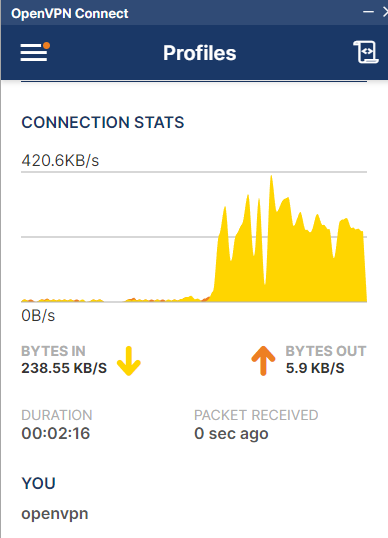 OpenVPN Connect
Profiles
CONNECTION STATS
420.6KB/s
0B/s
BYTES IN
238.55 KB/S
BYTES OUT
5.9 KB/S
DURATION
00:02:16
PACKET RECEIVED
0 sec ago
YOU
openvpn